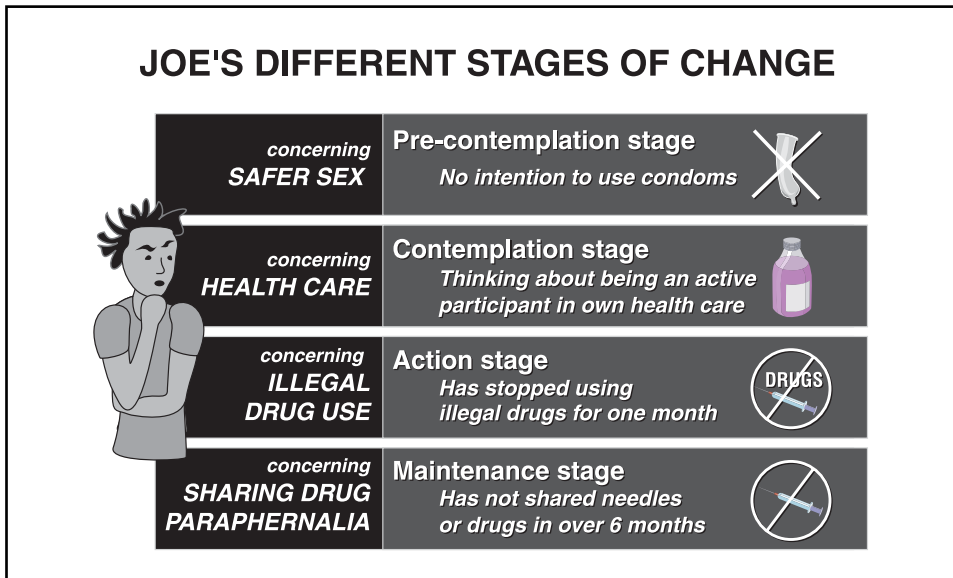 JOE'S DIFFERENT STAGES OF CHANGE
concerning
SAFER SEX
Pre-contemplation stage
No intention to use condoms
concerning
HEALTH CARE
Contemplation stage
Thinking about being an active
participant in own health care
concerning
ILLEGAL
DRUG USE
Action stage
Has stopped using
illegal drugs for one month
DRUGS
concerning
SHARING DRUG
PARAPHERNALIA
Maintenance stage
Has not shared needles
or drugs in over 6 months